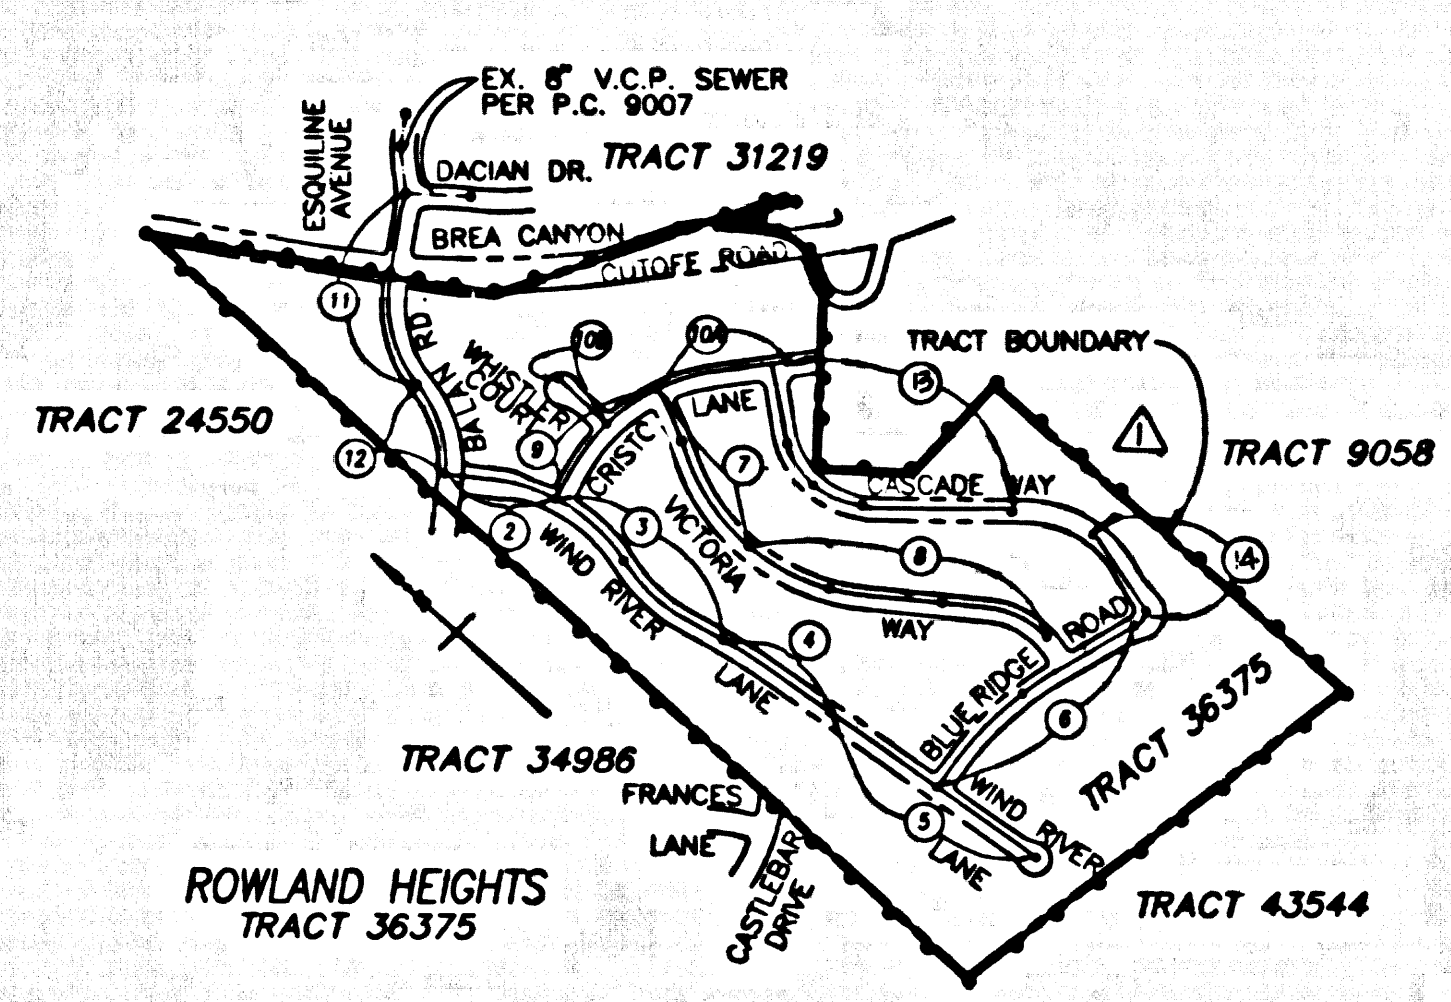 EX. 8" V.C.P. SEWER
PER P.C. 9007
ESQUILINE
AVENUE
DACIAN DR.
TRACT 31219
BREA CANYON
CUTOFF ROAD
11
BALAN RD.
WHISTLER
COURT
10B
10A
TRACT BOUNDARY
13
1
LANE
TRACT 24550
TRACT 9058
12
9
CRISTO
7
CASCADE WAY
2
3
VICTORIA
WAY
8
14
WIND RIVER
LANE
4
ROAD
BLUE RIDGE
6
TRACT 36375
TRACT 34986
FRANCES
LANE
5
WIND RIVER
LANE
CASTLEBAR
DRIVE
ROWLAND HEIGHTS
TRACT 36375
TRACT 43544